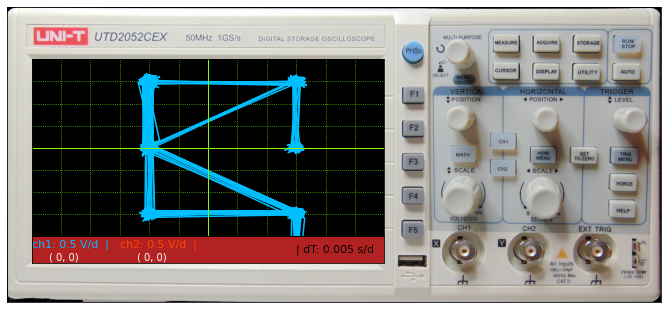 UNI-T UTD2052CEX 50MHz 1GS/s DIGITAL STORAGE OSCILLOSCOPE
ch1: 0.5 V/d | ch2: 0.5 V/d | | dT: 0.005 s/d
( 0, 0) ( 0, 0)
PrtSc
F1
F2
F3
F4
F5
MULTI PURPOSE
SELECT
MEASURE ACQUIRE STORAGE RUN/
STOP
CURSOR DISPLAY UTILITY AUTO
VERTICAL HORIZONTAL TRIGGER
POSITION POSITION LEVEL
CH1
MATH HORI
MENU SET
TO ZERO TRIG
MENU
CH2
SCALE SCALE FORCE
HELP
VOLTS/DIV
CH1 CH2 EXT TRIG
X Y
All Inputs
CAT II